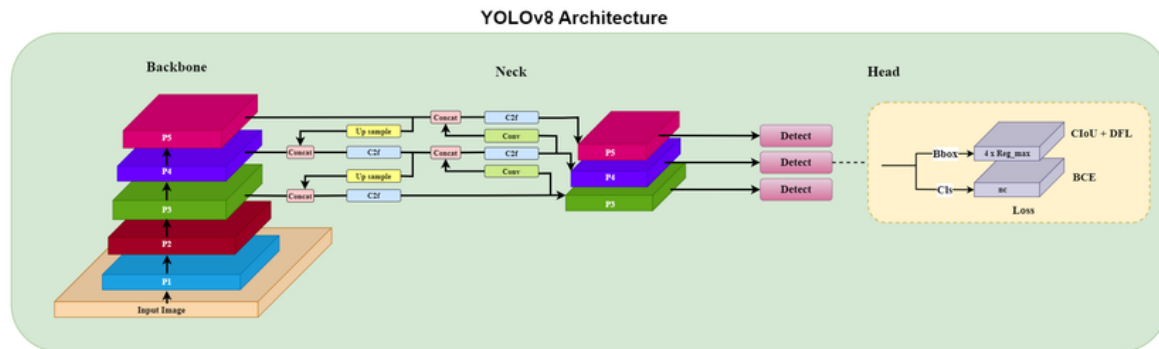 YOLOv8 Architecture
Backbone
Neck
Head
P5
P4
P3
P2
P1
Input Image
Concat
Up sample
Concat
C2f
Up sample
Concat
C2f
Concat
C2f
Conv
Concat
C2f
Conv
P5
P4
P3
Detect
Detect
Detect
Bbox
4 x Reg_max
CIoU + DFL
Cls
nc
BCE
Loss